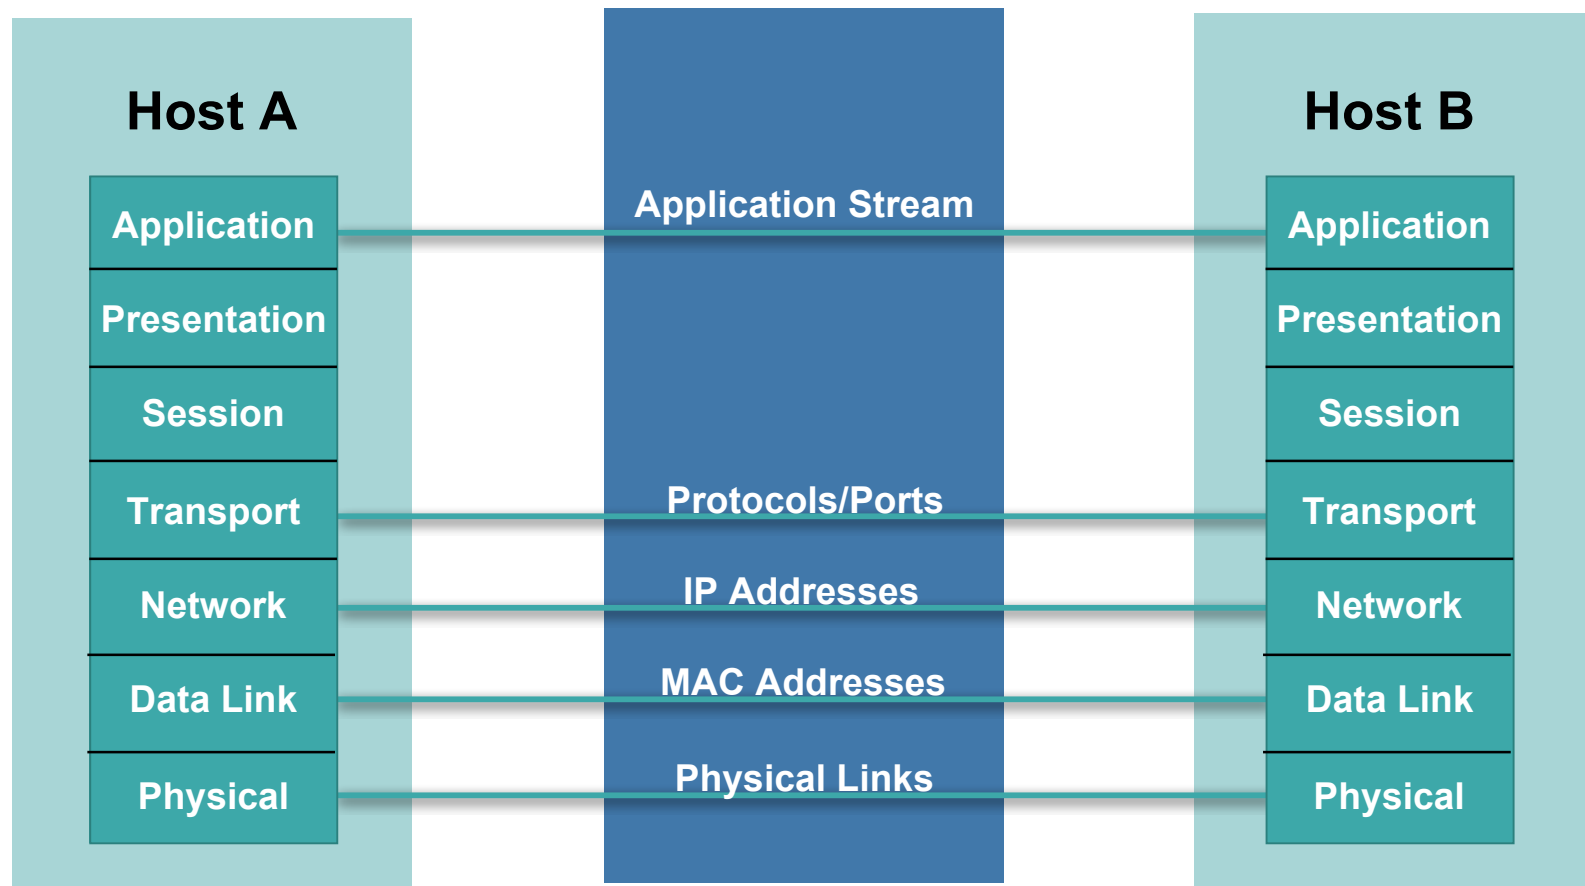 Host A
Application
Presentation
Session
Transport
Network
Data Link
Physical
Application Stream
Protocols/Ports
IP Addresses
MAC Addresses
Physical Links
Host B
Application
Presentation
Session
Transport
Network
Data Link
Physical